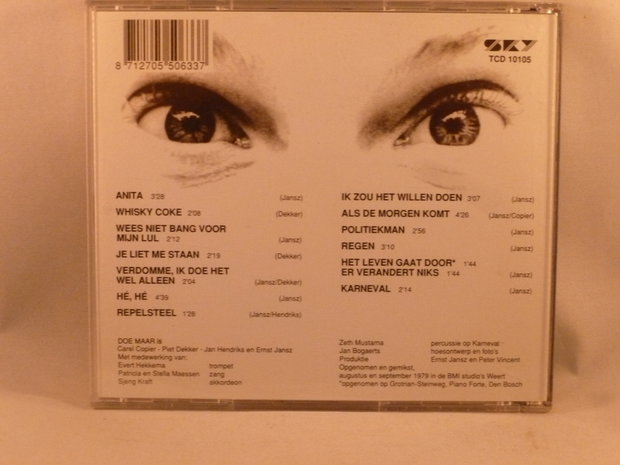 8 712705 506337
SKY
TCD 10105
ANITA 3'28 (Jansz)
WHISKY COKE 2'08 (Dekker)
WEES NIET BANG VOOR
MIJN LUL 2'12 (Jansz)
JE LIET ME STAAN 2'19 (Dekker)
VERDOMME, IK DOE HET
WEL ALLEEN 2'04 (Jansz/Dekker)
HÉ, HÉ 4'39 (Jansz)
REPELSTEEL 1'28 (Jansz/Hendriks)
IK ZOU HET WILLEN DOEN 3'07 (Jansz)
ALS DE MORGEN KOMT 4'26 (Jansz/Copier)
POLITIEKMAN 2'56 (Jansz)
REGEN 3'10 (Jansz)
HET LEVEN GAAT DOOR* 1'44
ER VERANDERT NIKS 1'44 (Jansz)
KARNEVAL 2'14 (Jansz)
DOE MAAR is
Carel Copier - Piet Dekker - Jan Hendriks en Ernst Jansz
Met medewerking van:
Evert Hekkema trompet
Patricia en Stella Maessen zang
Sjeng Kraft akkordeon
Zeth Mustama percussie op Karneval
Jan Bogaerts hoesontwerp en foto's
Produktie Ernst Jansz en Peter Vincent
Opgenomen en gemikst,
augustus en september 1979 in de BMI studio's Weert
*opgenomen op Grotrian-Steinweg, Piano Forte, Den Bosch